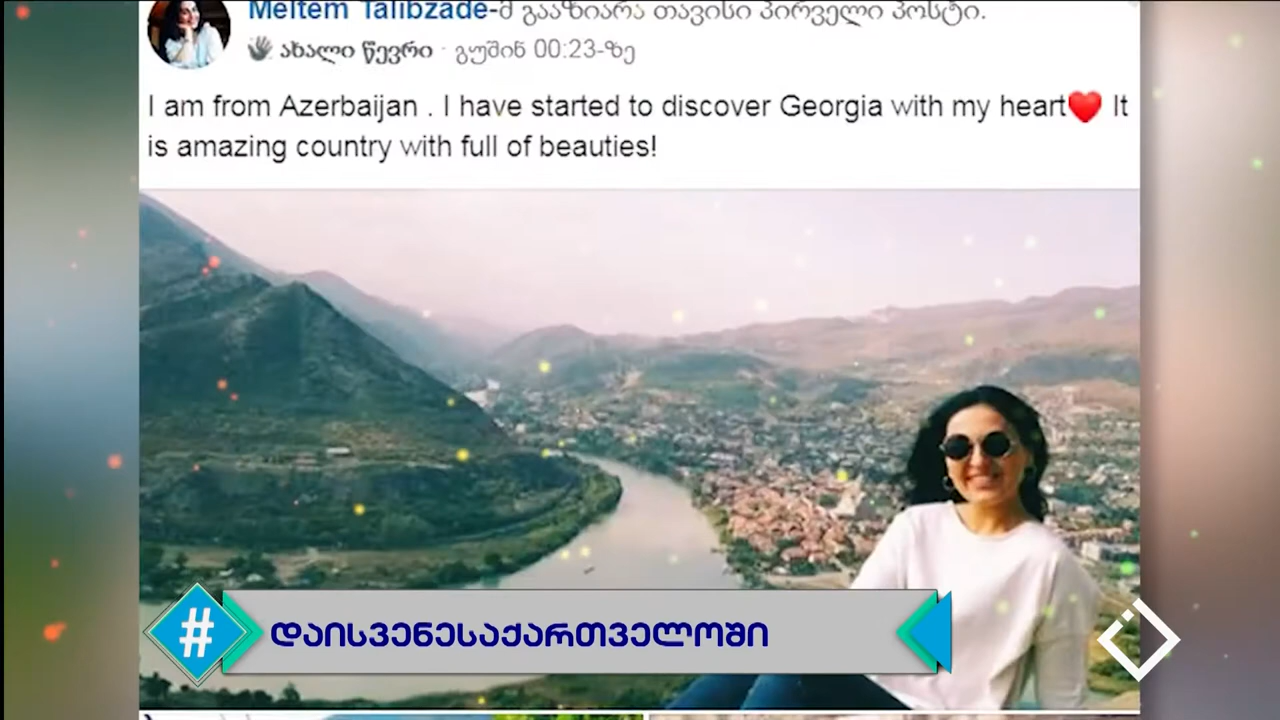 Meltem Talibzade-მ გააზიარა თავისი პირველი პოსტი.
👋 ახალი წევრი · გუშინ 00:23-ზე
I am from Azerbaijan . I have started to discover Georgia with my heart❤️ It
is amazing country with full of beauties!
# დაისვენესაქართველოში